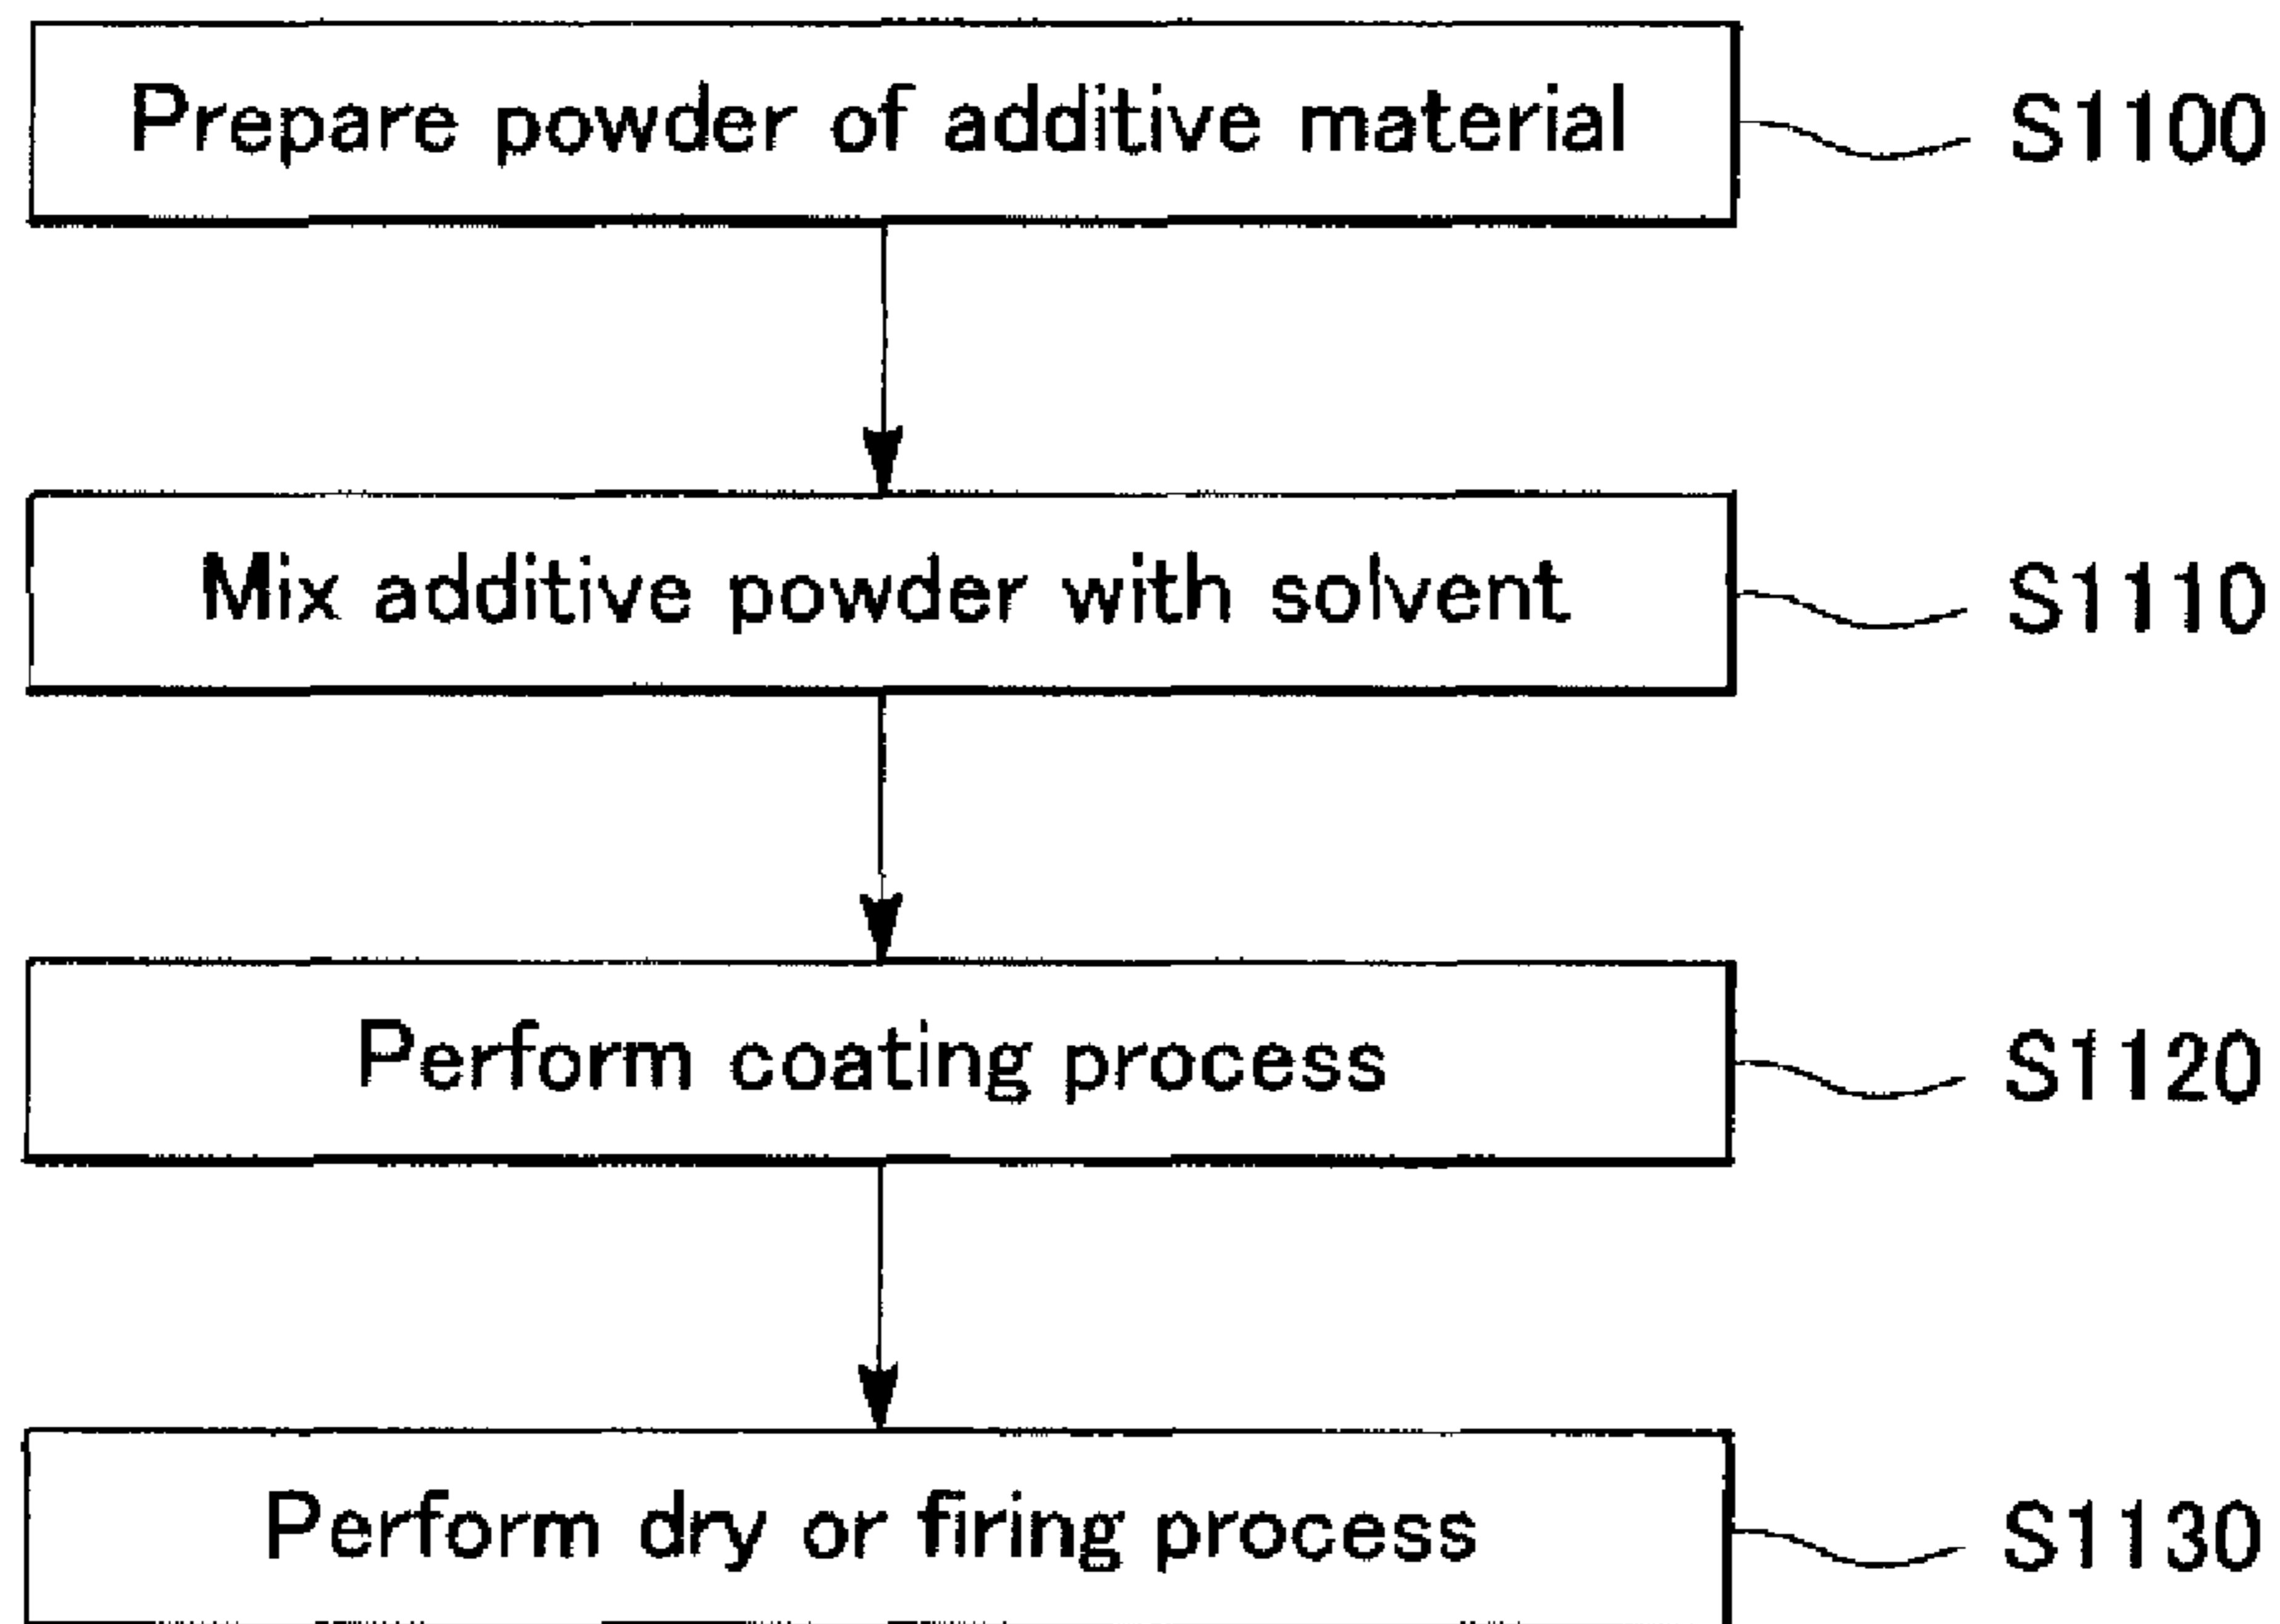 Prepare powder of additive material S1100
Mix additive powder with solvent S1110
Perform coating process S1120
Perform dry or firing process S1130